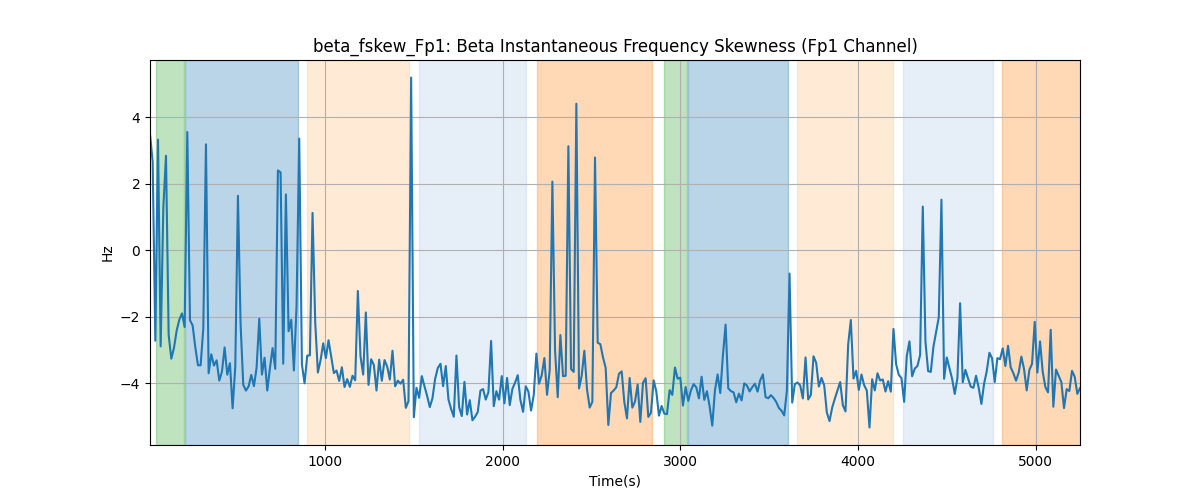 beta_fskew_Fp1: Beta Instantaneous Frequency Skewness (Fp1 Channel)
4
2
0
−2
−4
Hz
1000 2000 3000 4000 5000
Time(s)